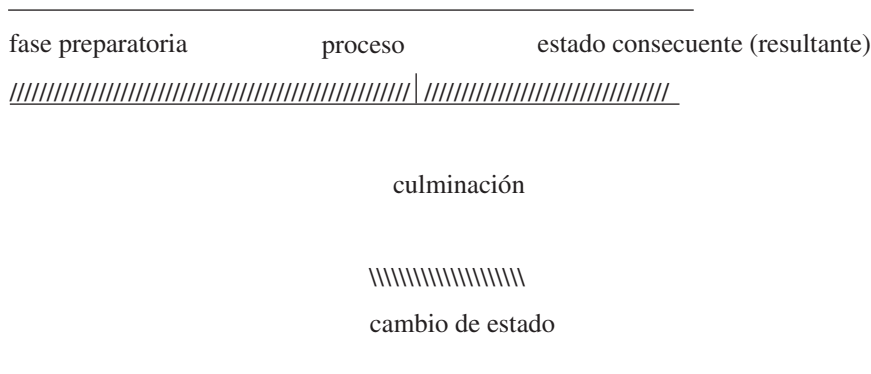 fase preparatoria proceso estado consecuente (resultante)
//////////////////////////////////////////////////////| /////////////////////////////////
culminación
\\\\\\\\\\\\\\\\\\\\\
cambio de estado